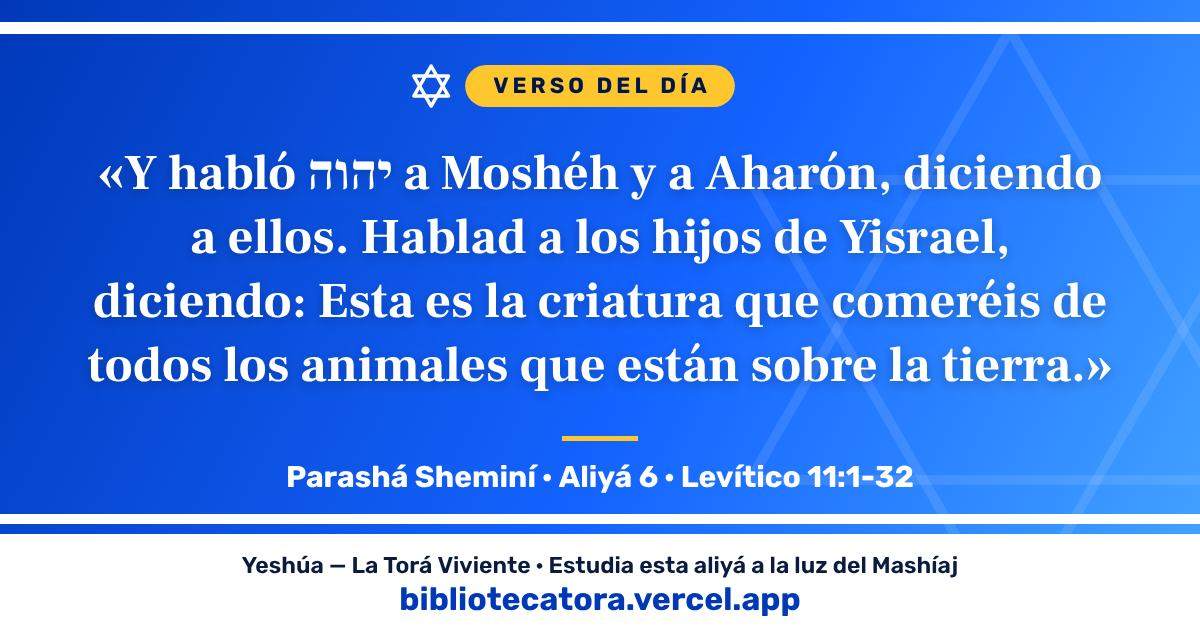 VERSO DEL DÍA
«Y habló יהוה a Moshéh y a Aharón, diciendo
a ellos. Hablad a los hijos de Yisrael,
diciendo: Esta es la criatura que comeréis de
todos los animales que están sobre la tierra.»
Parashá Sheminí • Aliyá 6 • Levítico 11:1-32
Yeshúa — La Torá Viviente • Estudia esta aliyá a la luz del Mashíaj
bibliotecatora.vercel.app